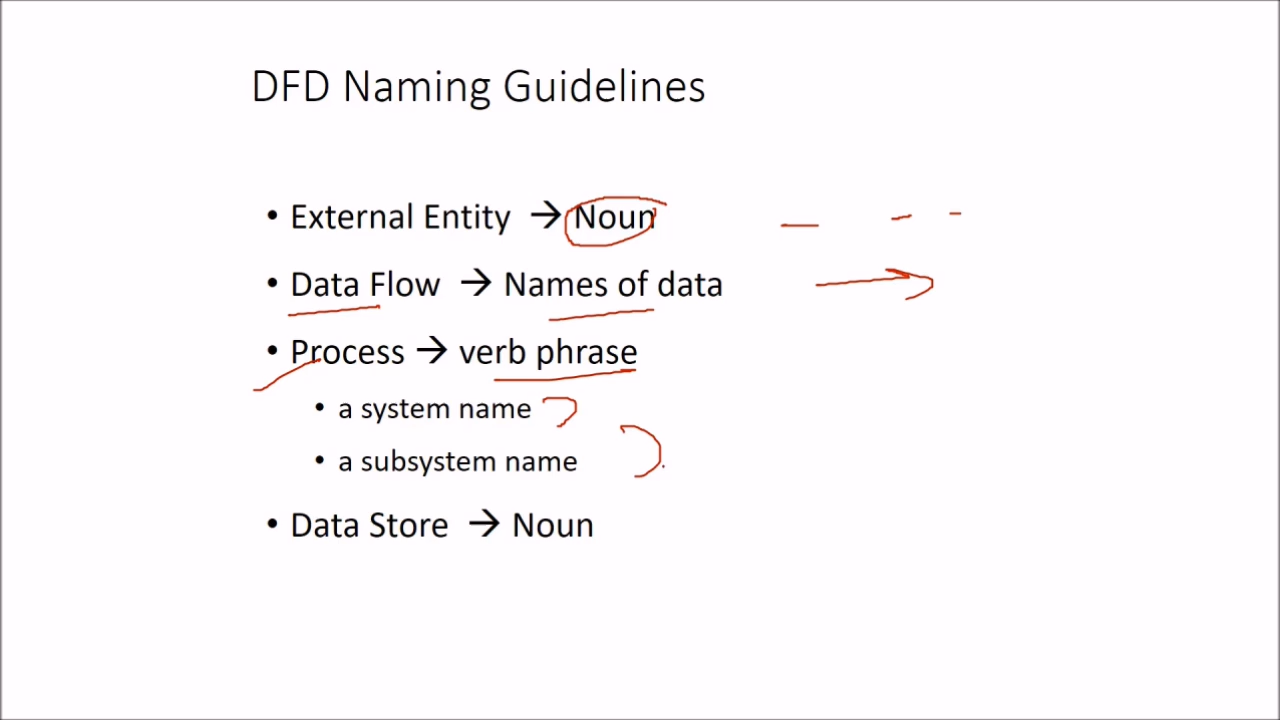 DFD Naming Guidelines
• External Entity → Noun
• Data Flow → Names of data
• Process → verb phrase
• a system name
• a subsystem name
• Data Store → Noun